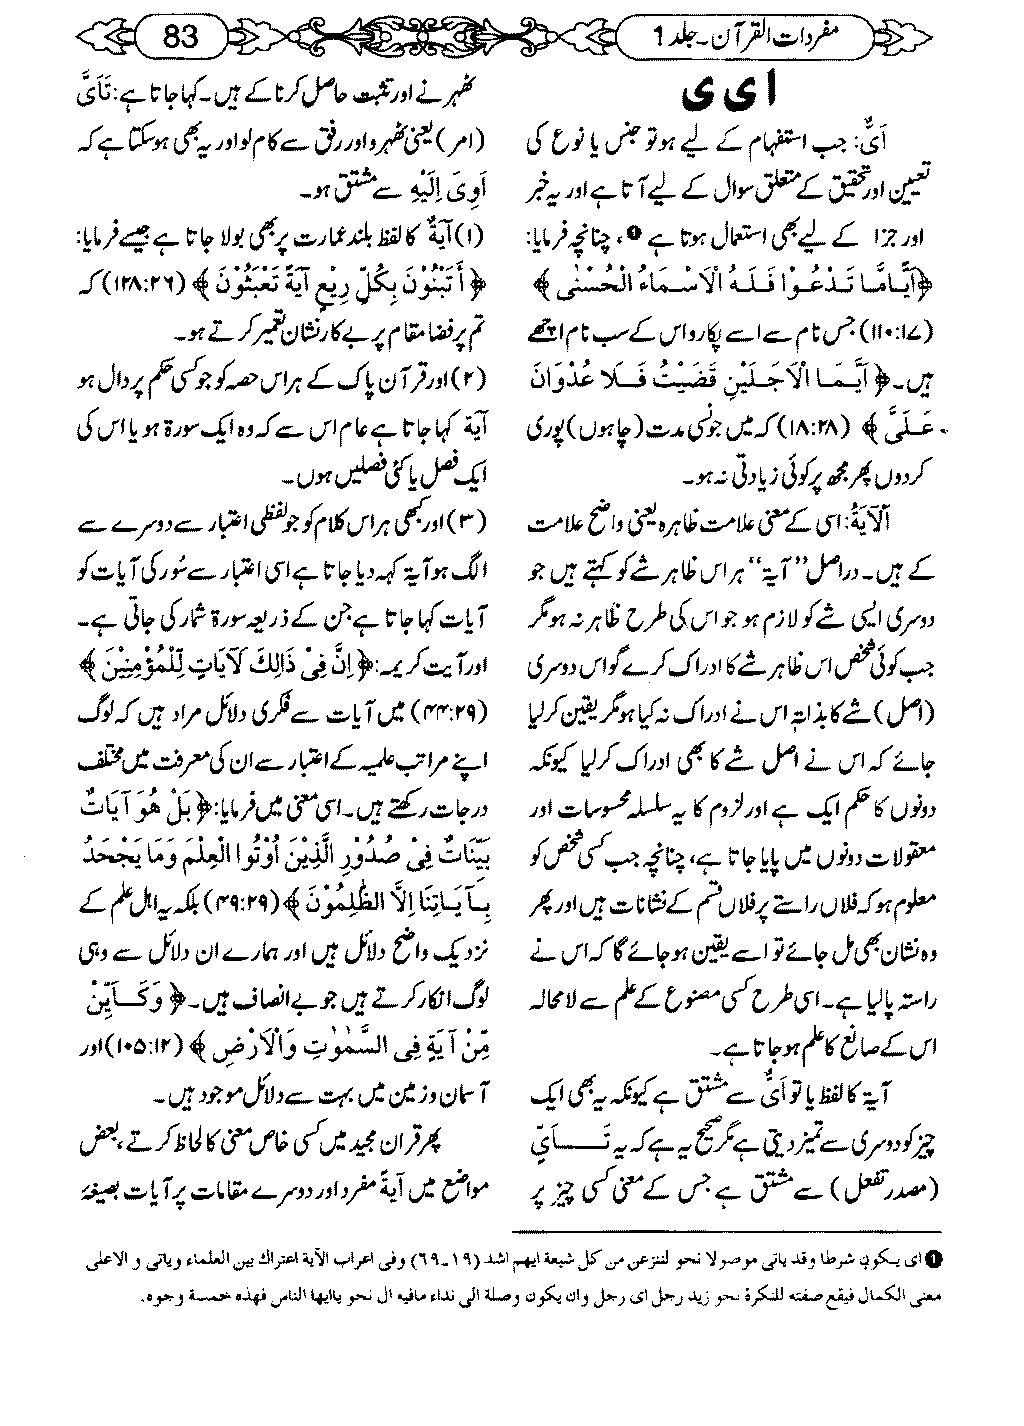 مفردات القرآن۔ جلد 1
83
ا ی ی
اَیٌّ: جب استفہام کے لیے ہو تو جنس یا نوع کی
تعیین اور تحقیق کے متعلق سوال کے لیے آتا ہے اور یہ خبر
اور جزا کے لیے بھی استعمال ہوتا ہے ❶، چنانچہ فرمایا:
﴿اَیًّامَّا تَدْعُوْا فَلَهُ الْاَسْمَاءُ الْحُسْنٰی﴾
(۱۷:۱۱۰) جس نام سے اسے پکارو اس کے سب نام اچھے
ہیں۔ ﴿اَیَّمَا الْاَجَلَیْنِ قَضَیْتُ فَلَا عُدْوَانَ
عَلَیَّ﴾ (۲۸:۱۸) کہ میں جونسی مدت (چاہوں) پوری
کردوں پھر مجھ پر کوئی زیادتی نہ ہو۔
اَلْآیَةُ: اسی کے معنی علامت ظاہرہ یعنی واضح علامت
کے ہیں۔ دراصل ”آیة“ ہر اس ظاہر شے کو کہتے ہیں جو
دوسری ایسی شے کو لازم ہو جو اس کی طرح ظاہر نہ ہو مگر
جب کوئی شخص اس ظاہر شے کا ادراک کرے گو اس دوسری
(اصل) شے کا بذاتہٖ اس نے ادراک نہ کیا ہو مگر یقین کرلیا
جائے کہ اس نے اصل شے کا بھی ادراک کرلیا کیونکہ
دونوں کا حکم ایک ہے اور لزوم کا یہ سلسلہ محسوسات اور
معقولات دونوں میں پایا جاتا ہے، چنانچہ جب کسی شخص کو
معلوم ہو کہ فلاں راستے پر فلاں قسم کے نشانات ہیں اور پھر
وہ نشان بھی مل جائے تو اسے یقین ہوجائے گا کہ اس نے
راستہ پالیا ہے۔ اسی طرح کسی مصنوع کے علم سے لامحالہ
اس کے صانع کا علم ہوجاتا ہے۔
آیة کا لفظ یا تو اَیٌّ سے مشتق ہے کیونکہ یہ بھی ایک
چیز کو دوسری سے تمیز دیتی ہے مگر صحیح یہ ہے کہ یہ تَـــاَیِّ
(مصدر تفعل) سے مشتق ہے جس کے معنی کسی چیز پر
ٹھہرنے اور تثبت حاصل کرنا کے ہیں۔ کہا جاتا ہے: تَاَیَّ
(امر) یعنی ٹھہرو اور رفق سے کام لو اور یہ بھی ہوسکتا ہے کہ
اَوِیَ اِلَیْهِ سے مشتق ہو۔
(۱) آیَةٌ کا لفظ بلند عمارت پر بھی بولا جاتا ہے جیسے فرمایا:
﴿اَتَبْنُوْنَ بِكُلِّ رِیْعٍ آیَةً تَعْبَثُوْنَ﴾ (۲۶:۱۲۸) کہ
تم پر فضا مقام پر بے کار نشان تعمیر کرتے ہو۔
(۲) اور قرآن پاک کے ہر اس حصہ کو جو کسی حکم پر دال ہو
آیة کہا جاتا ہے عام اس سے کہ وہ ایک سورة ہو یا اس کی
ایک فصل یا کئی فصلیں ہوں۔
(۳) اور کبھی ہر اس کلام کو جو لفظی اعتبار سے دوسرے سے
الگ ہو آیة کہہ دیا جاتا ہے اسی اعتبار سے سُوَر کی آیات کو
آیات کہا جاتا ہے جن کے ذریعہ سورة شمار کی جاتی ہے۔
اور آیت کریمہ: ﴿اِنَّ فِیْ ذَالِكَ لَآیَاتٍ لِّلْمُؤْمِنِیْنَ﴾
(۲۹:۴۴) میں آیات سے فکری دلائل مراد ہیں کہ لوگ
اپنے مراتب علمیہ کے اعتبار سے ان کی معرفت میں مختلف
درجات رکھتے ہیں۔ اسی معنی میں فرمایا: ﴿بَلْ هُوَ آیَاتٌ
بَیِّنَاتٌ فِیْ صُدُوْرِ الَّذِیْنَ اُوْتُوا الْعِلْمَ وَمَا یَجْحَدُ
بِآیَاتِنَا اِلَّا الظّٰلِمُوْنَ﴾ (۲۹:۴۹) بلکہ یہ اہل علم کے
نزدیک واضح دلائل ہیں اور ہمارے ان دلائل سے وہی
لوگ انکار کرتے ہیں جو بے انصاف ہیں۔ ﴿وَكَاَیِّنْ
مِّنْ آیَةٍ فِی السَّمٰوٰتِ وَالْاَرْضِ﴾ (۱۲:۱۰۵) اور
آسمان و زمین میں بہت سے دلائل موجود ہیں۔
پھر قرآن مجید میں کسی خاص معنی کا لحاظ کرتے، بعض
مواضع میں آیةً مفرد اور دوسرے مقامات پر آیات بصیغۂ
❶ ای یکون شرطا وقد یاتی موصولا نحو لننزعن من کل شیعة ایهم اشد (۱۹۔۶۹) وفی اعراب الآیة اعتراك بین العلماء ویاتی و الاعلی
معنی الکمال فیقع صفته للنکرة نحو زید رجل ای رجل وان یکون وصلة الی نداء مافیه ال نحو یاایها الناس فهذه خمسة وجوه.